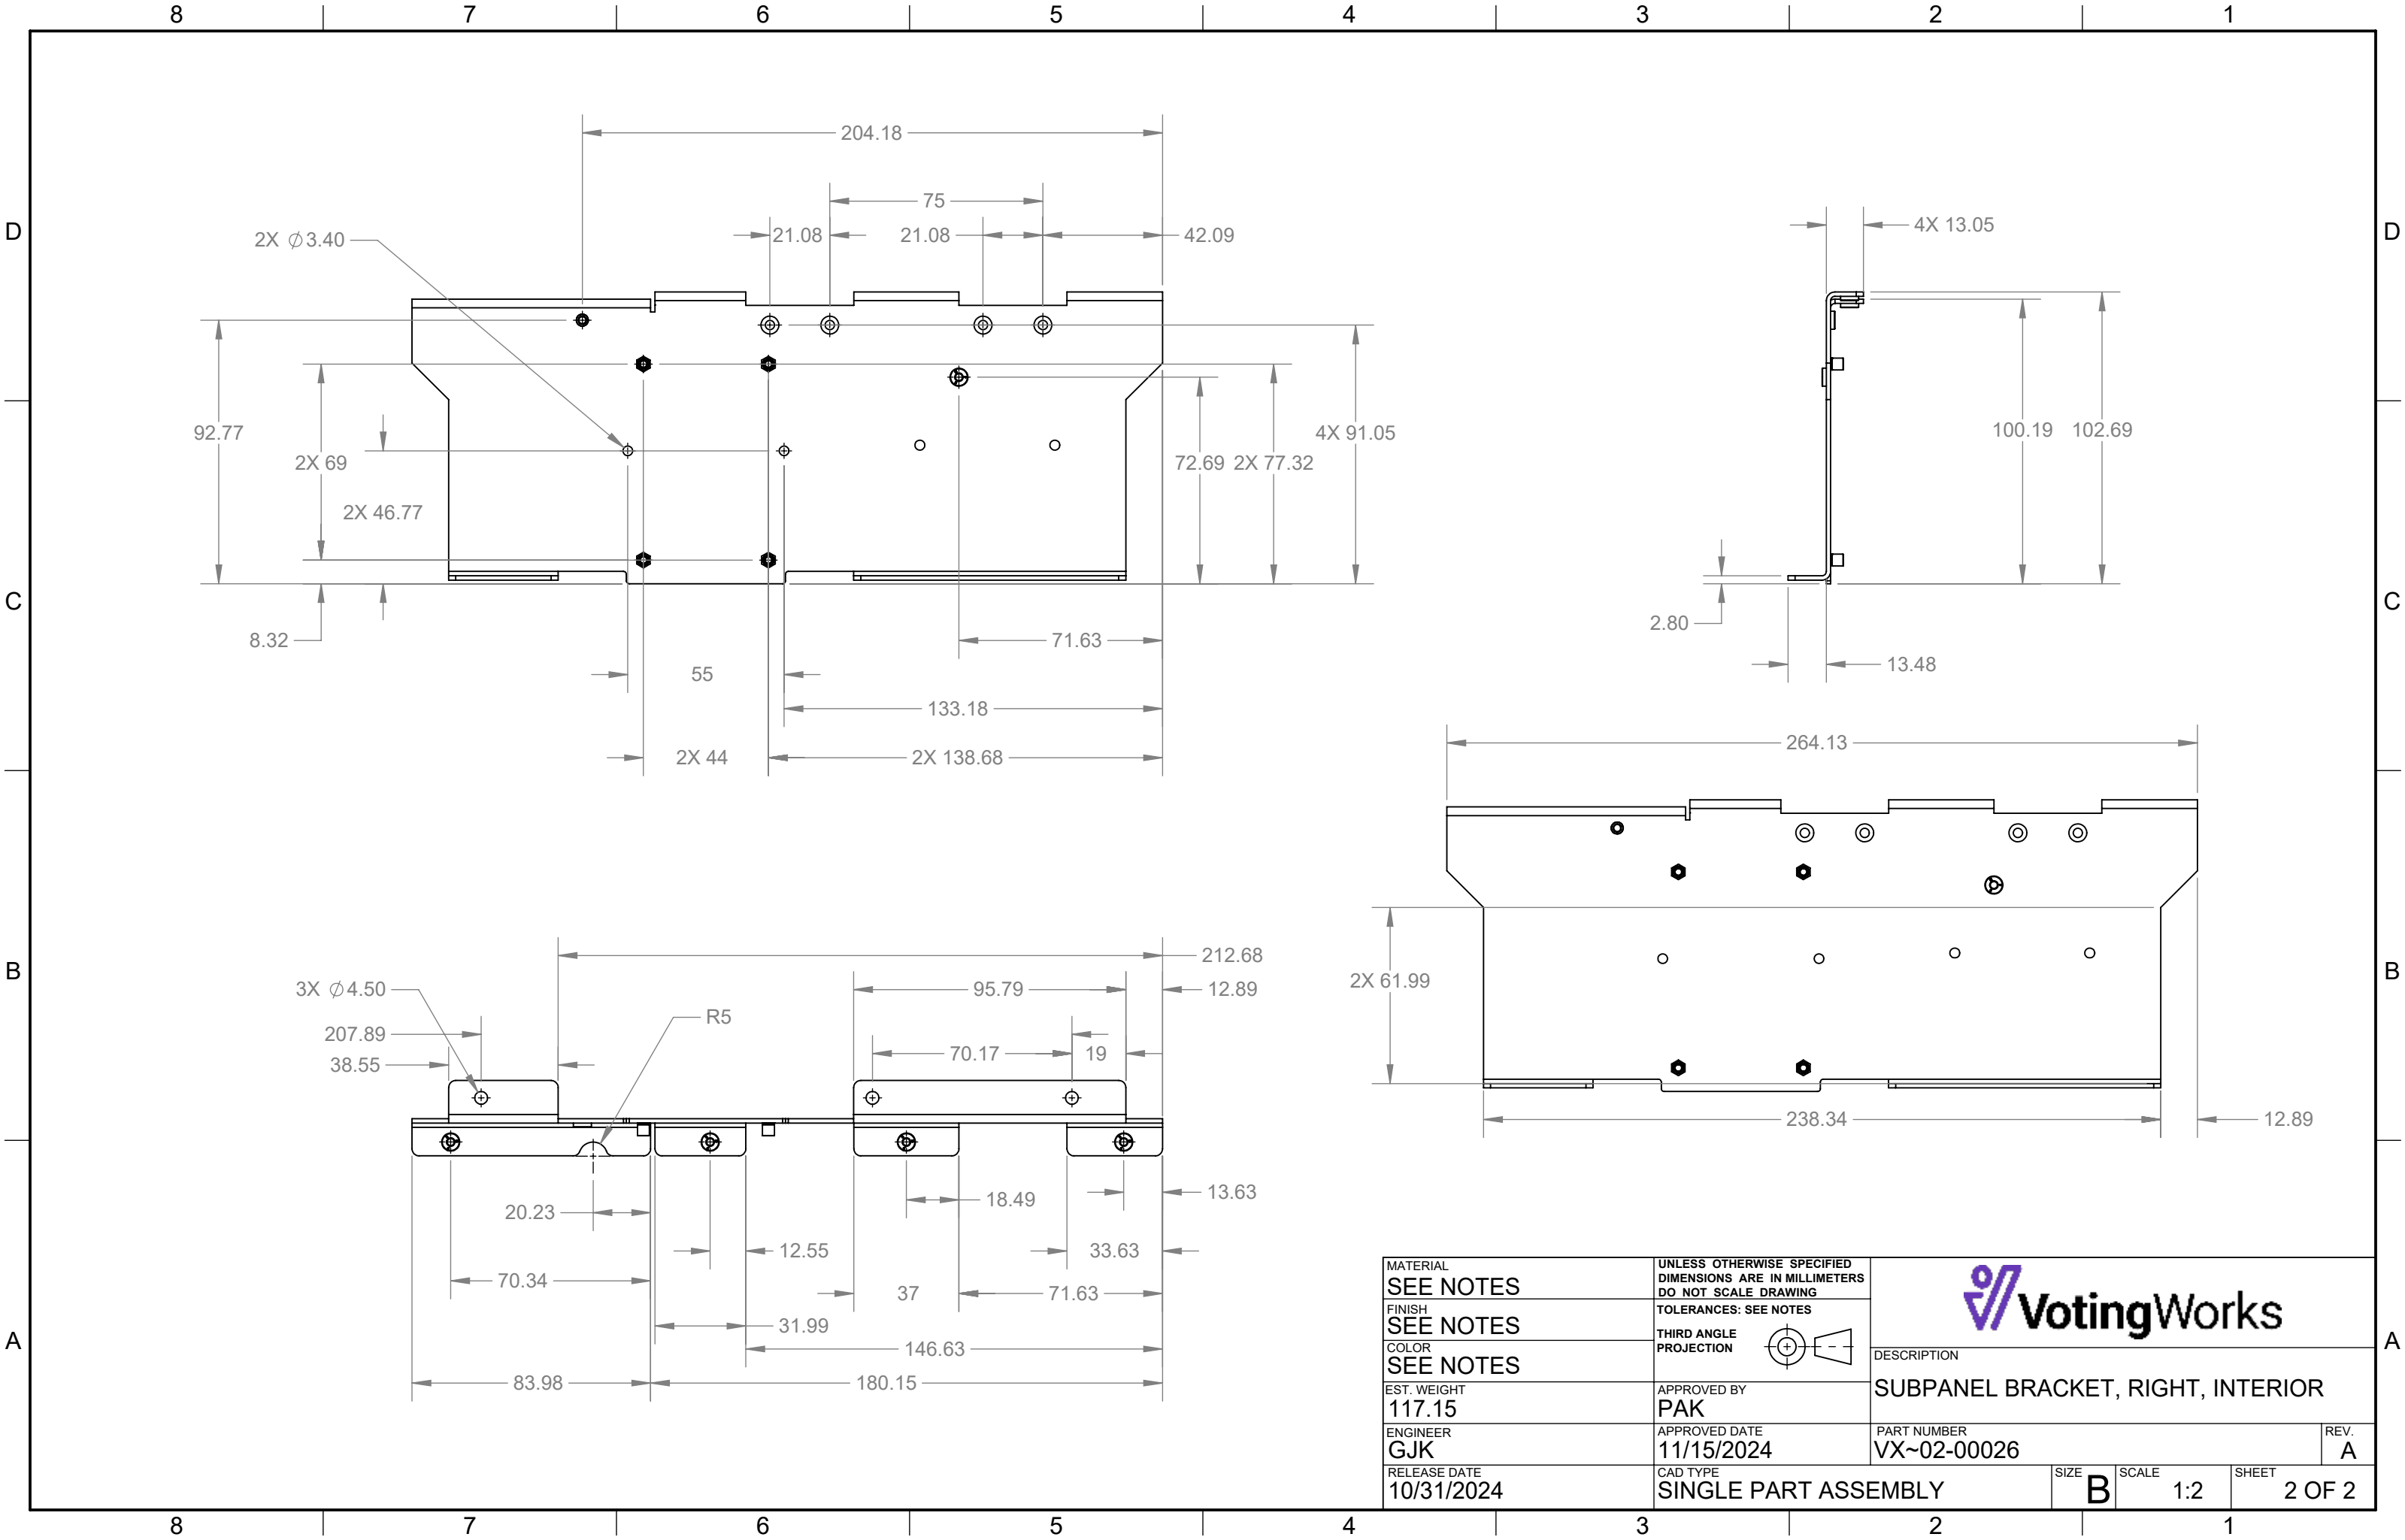 8 7 6 5 4 3 2 1
204.18
75
21.08 21.08 42.09
2X ⌀3.40
4X 13.05
D D
92.77
2X 69
2X 46.77
8.32
4X 91.05
72.69 2X 77.32
100.19 102.69
2.80
13.48
C C
71.63
55
133.18
2X 44 2X 138.68
264.13
2X 61.99
238.34 12.89
B B
212.68
3X ⌀4.50 95.79 12.89
R5
207.89
38.55 70.17 19
20.23 18.49 13.63
12.55 33.63
70.34 37 71.63
31.99
146.63
83.98 180.15
A A
MATERIAL
SEE NOTES
FINISH
SEE NOTES
COLOR
SEE NOTES
EST. WEIGHT
117.15
ENGINEER
GJK
RELEASE DATE
10/31/2024
UNLESS OTHERWISE SPECIFIED
DIMENSIONS ARE IN MILLIMETERS
DO NOT SCALE DRAWING
TOLERANCES: SEE NOTES
THIRD ANGLE
PROJECTION
APPROVED BY
PAK
APPROVED DATE
11/15/2024
CAD TYPE
SINGLE PART ASSEMBLY
VotingWorks
DESCRIPTION
SUBPANEL BRACKET, RIGHT, INTERIOR
PART NUMBER
VX~02-00026
REV.
A
SIZE
B
SCALE
1:2
SHEET
2 OF 2
8 7 6 5 4 3 2 1